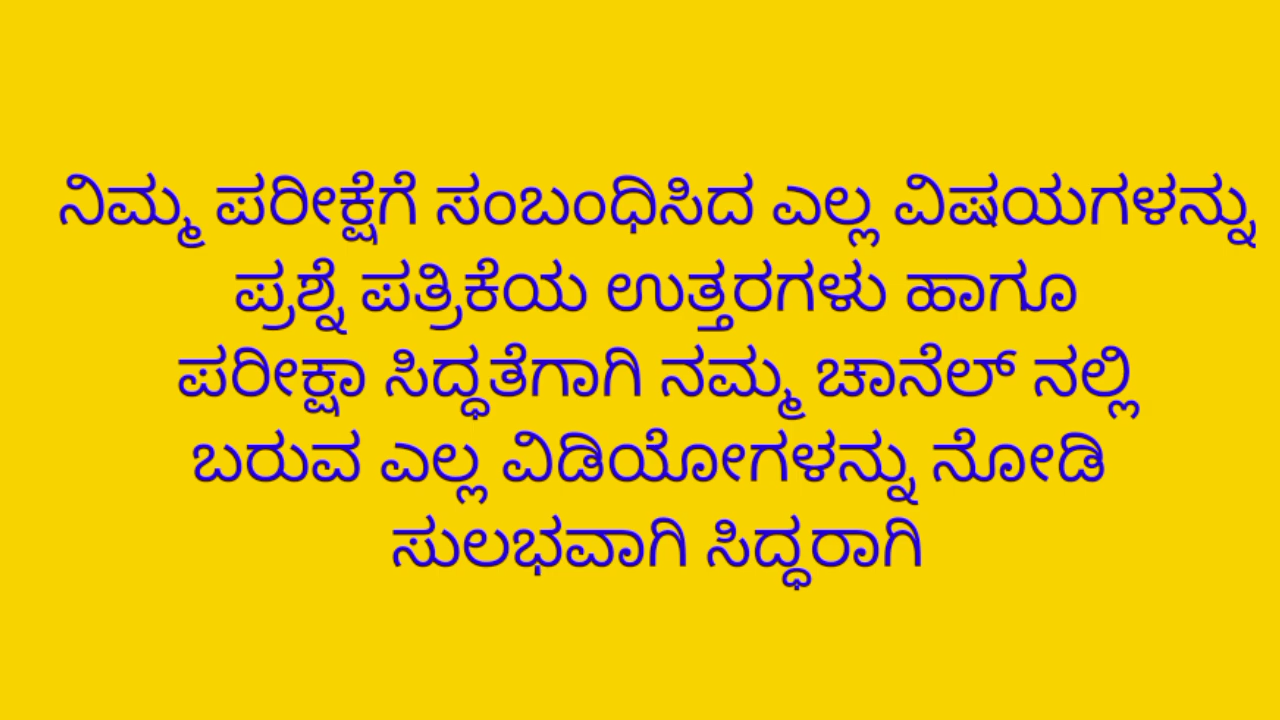 ನಿಮ್ಮ ಪರೀಕ್ಷೆಗೆ ಸಂಬಂಧಿಸಿದ ಎಲ್ಲ ವಿಷಯಗಳನ್ನು
ಪ್ರಶ್ನೆ ಪತ್ರಿಕೆಯ ಉತ್ತರಗಳು ಹಾಗೂ
ಪರೀಕ್ಷಾ ಸಿದ್ಧತೆಗಾಗಿ ನಮ್ಮ ಚಾನೆಲ್ ನಲ್ಲಿ
ಬರುವ ಎಲ್ಲ ವಿಡಿಯೋಗಳನ್ನು ನೋಡಿ
ಸುಲಭವಾಗಿ ಸಿದ್ಧರಾಗಿ